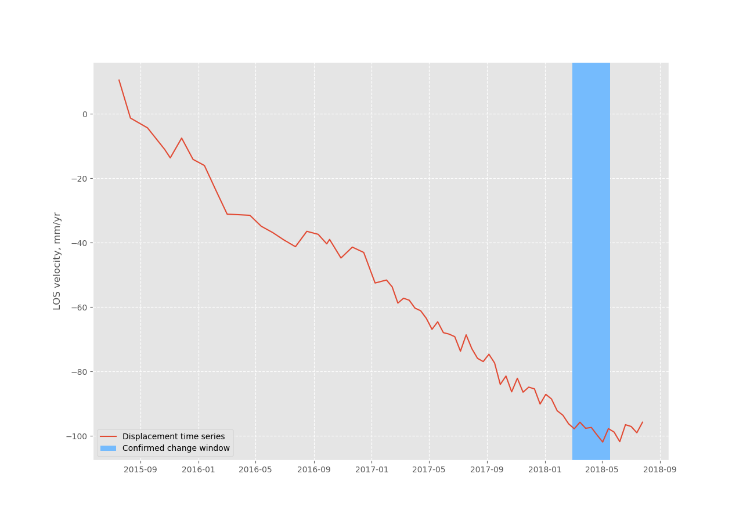 0
−20
−40
−60
−80
−100
LOS velocity, mm/yr
Displacement time series
Confirmed change window
2015-09 2016-01 2016-05 2016-09 2017-01 2017-05 2017-09 2018-01 2018-05 2018-09